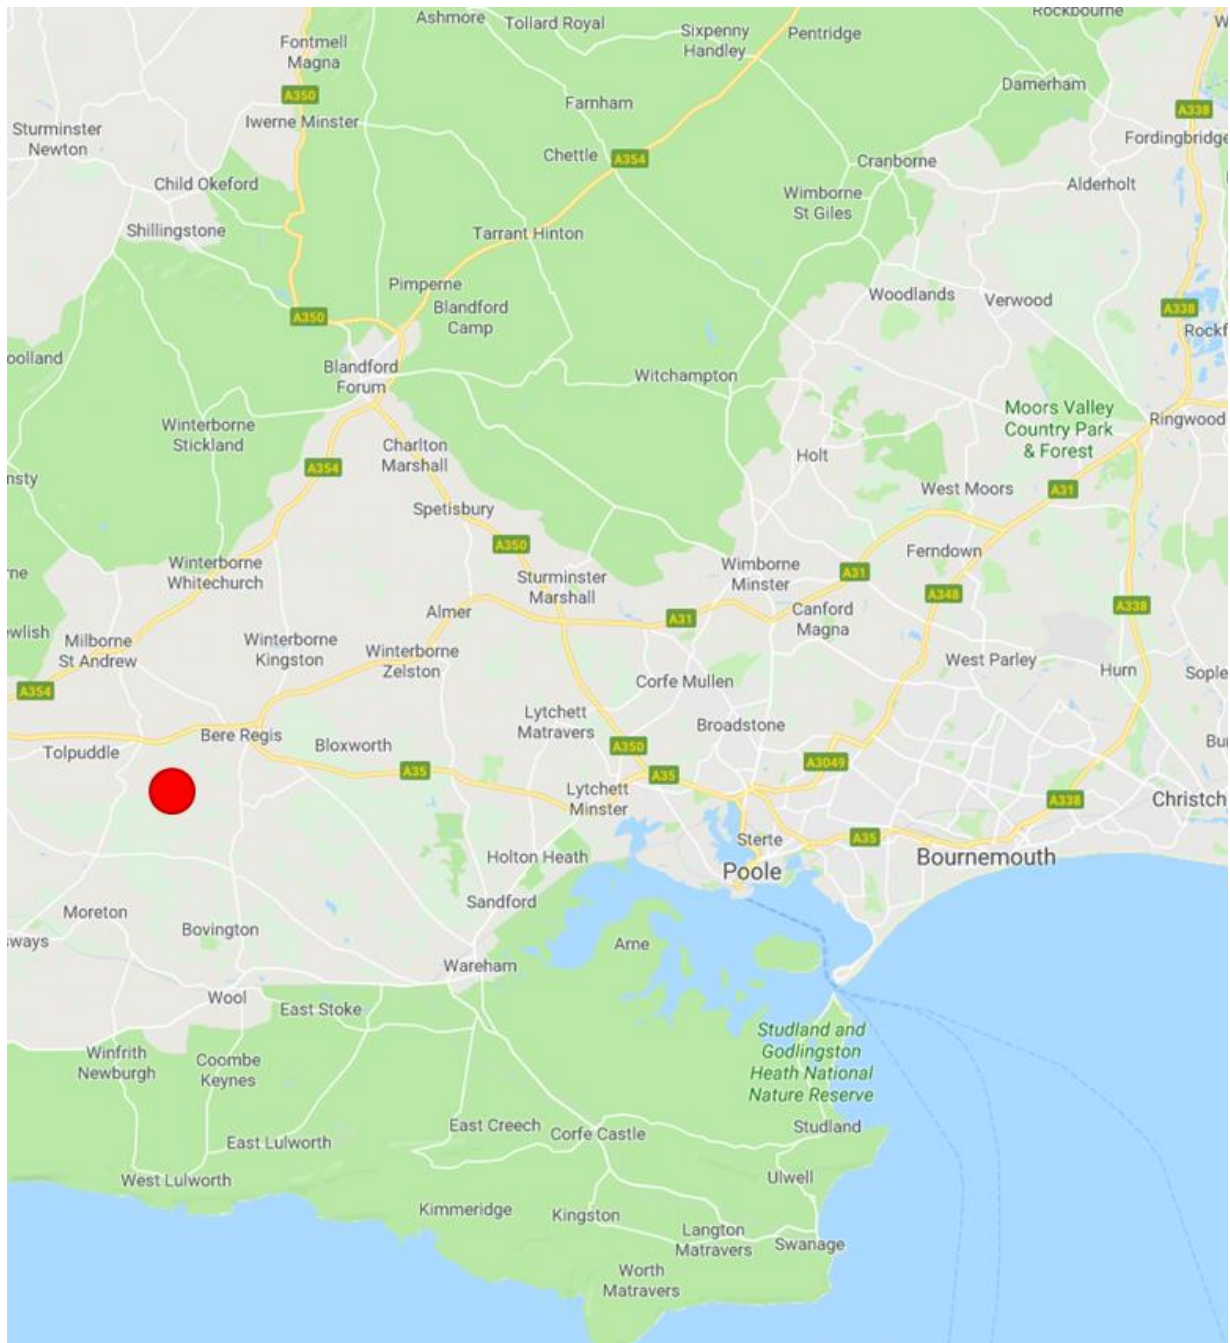 Ashmore
Tollard Royal
Rockbourne
Fontmell
Magna
Sixpenny
Handley
Pentridge
Damerham
A350
Farnham
A338
Sturminster
Newton
Iwerne Minster
Fordingbridge
Chettle
A354
Cranborne
Child Okeford
Wimborne
St Giles
Alderholt
Shillingstone
Tarrant Hinton
Pimperne
Blandford
Camp
Woodlands
Verwood
A350
A338
Rockf
oolland
Blandford
Forum
Witchampton
Moors Valley
Country Park
& Forest
Ringwood
Winterborne
Stickland
Charlton
Marshall
Holt
A354
nsty
West Moors
A31
Spetisbury
A350
Ferndown
Winterborne
Whitechurch
Sturminster
Marshall
Wimborne
Minster
A31
rne
A348
Almer
A31
Canford
Magna
A338
ewlish
Milborne
St Andrew
Winterborne
Kingston
Winterborne
Zelston
West Parley
Hurn
Sople
A354
Corfe Mullen
Lytchett
Matravers
Broadstone
Tolpuddle
Bere Regis
Bloxworth
A350
Bu
A35
A35
A3049
Lytchett
Minster
A338
Christch
Sterte
A35
Holton Heath
Poole
Bournemouth
Moreton
Sandford
sways
Bovington
Arne
Wareham
Wool
East Stoke
Studland and
Godlingston
Heath National
Nature Reserve
Winfrith
Newburgh
Coombe
Keynes
East Creech
Corfe Castle
Studland
East Lulworth
West Lulworth
Ulwell
Kimmeridge
Kingston
Langton
Matravers
Swanage
Worth
Matravers